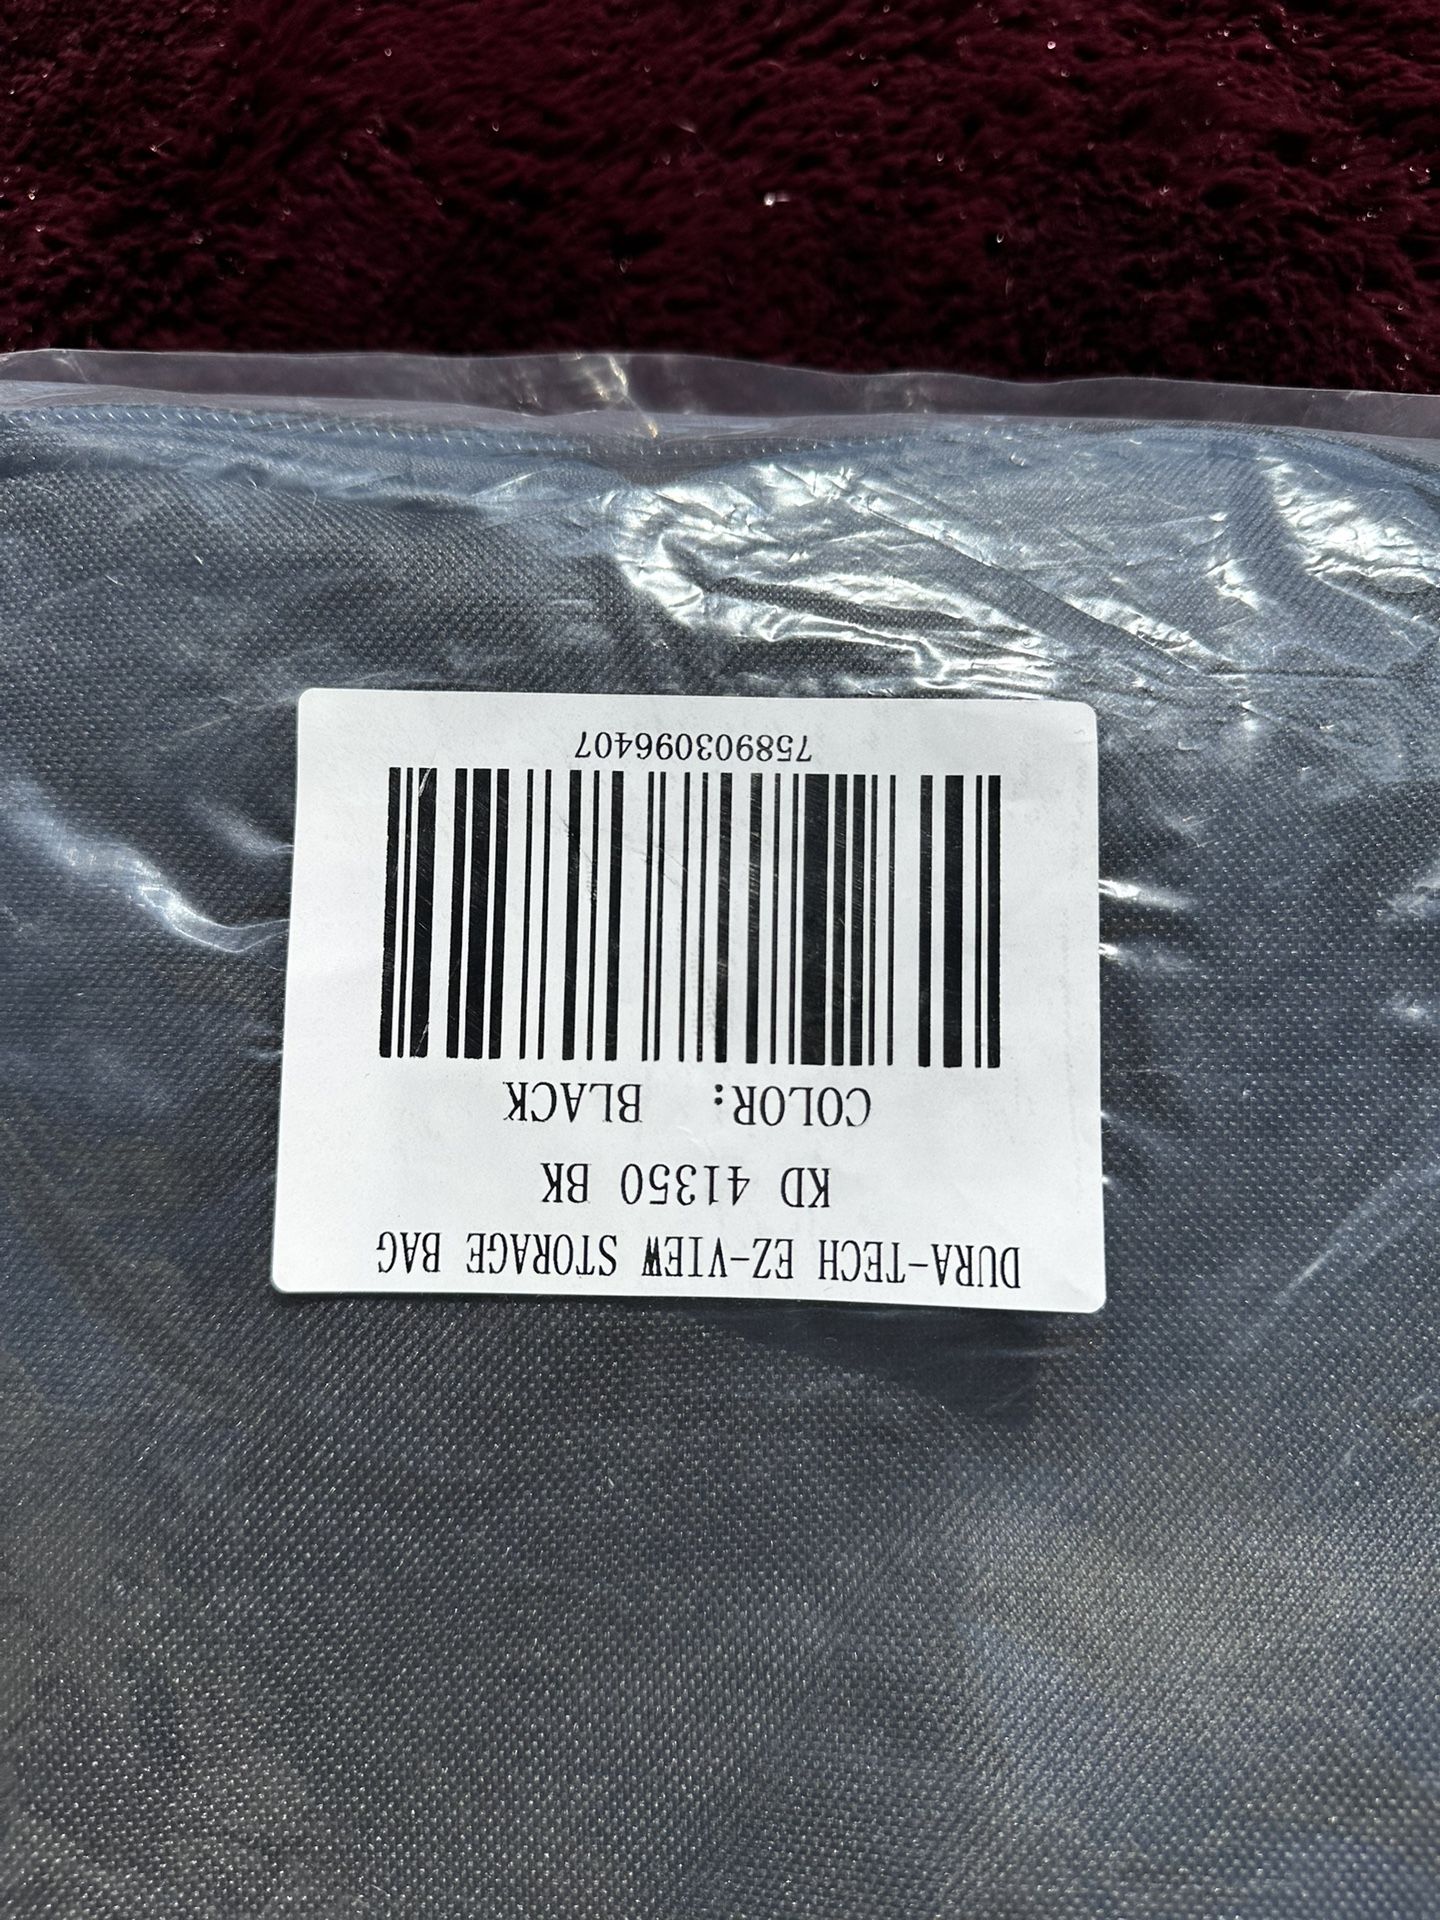 DURA-TECH EZ-VIEW STORAGE BAG
KD 41350 BK
COLOR: BLACK
758903096407